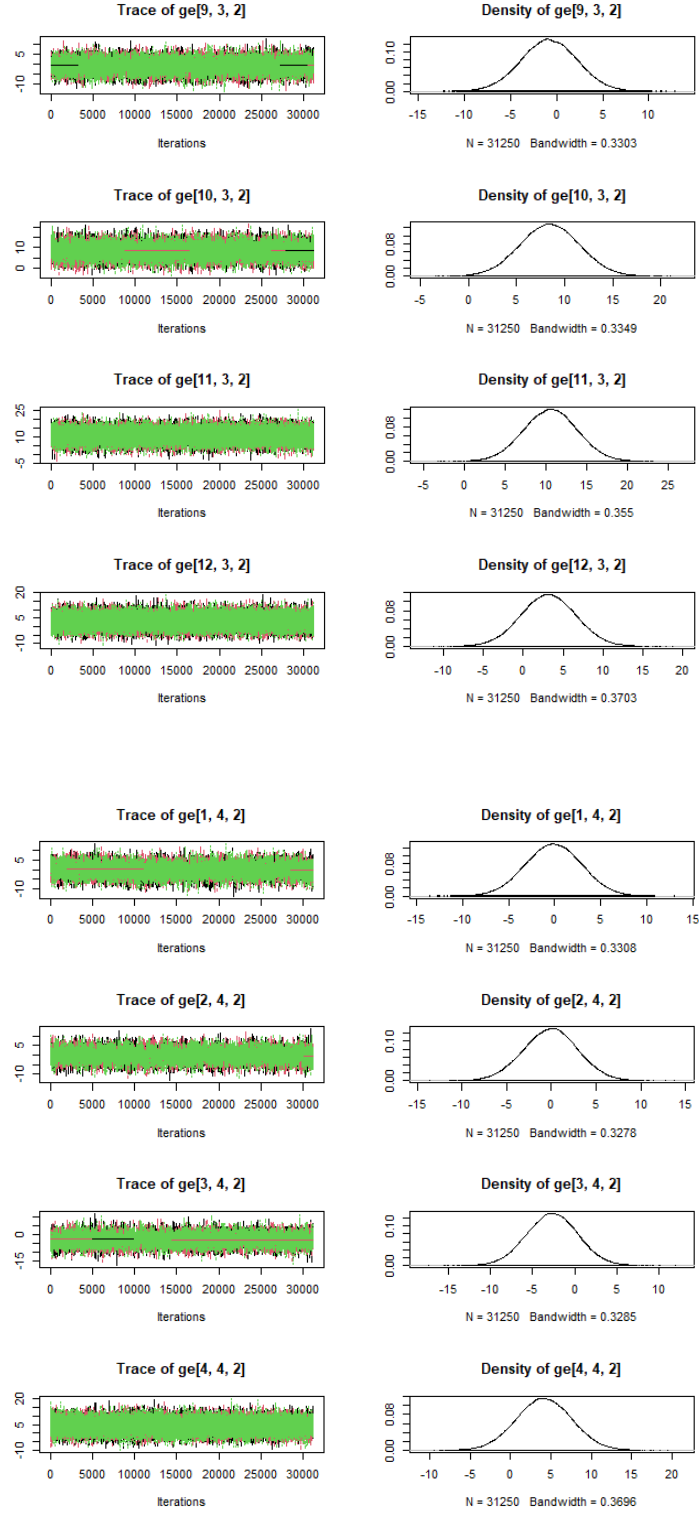 Trace of ge[9, 3, 2]
Density of ge[9, 3, 2]
5
-10
0 5000 10000 15000 20000 25000 30000
Iterations
0.10
0.00
-15 -10 -5 0 5 10
N = 31250 Bandwidth = 0.3303
Trace of ge[10, 3, 2]
Density of ge[10, 3, 2]
10
0
0 5000 10000 15000 20000 25000 30000
Iterations
0.08
0.00
-5 0 5 10 15 20
N = 31250 Bandwidth = 0.3349
Trace of ge[11, 3, 2]
Density of ge[11, 3, 2]
25
10
-5
0 5000 10000 15000 20000 25000 30000
Iterations
0.08
0.00
-5 0 5 10 15 20 25
N = 31250 Bandwidth = 0.355
Trace of ge[12, 3, 2]
Density of ge[12, 3, 2]
20
5
-10
0 5000 10000 15000 20000 25000 30000
Iterations
0.08
0.00
-10 -5 0 5 10 15 20
N = 31250 Bandwidth = 0.3703
Trace of ge[1, 4, 2]
Density of ge[1, 4, 2]
5
-10
0 5000 10000 15000 20000 25000 30000
Iterations
0.08
0.00
-15 -10 -5 0 5 10 15
N = 31250 Bandwidth = 0.3308
Trace of ge[2, 4, 2]
Density of ge[2, 4, 2]
5
-10
0 5000 10000 15000 20000 25000 30000
Iterations
0.10
0.00
-15 -10 -5 0 5 10 15
N = 31250 Bandwidth = 0.3278
Trace of ge[3, 4, 2]
Density of ge[3, 4, 2]
0
-15
0 5000 10000 15000 20000 25000 30000
Iterations
0.10
0.00
-15 -10 -5 0 5 10
N = 31250 Bandwidth = 0.3285
Trace of ge[4, 4, 2]
Density of ge[4, 4, 2]
20
5
-10
0 5000 10000 15000 20000 25000 30000
Iterations
0.08
0.00
-10 -5 0 5 10 15 20
N = 31250 Bandwidth = 0.3696